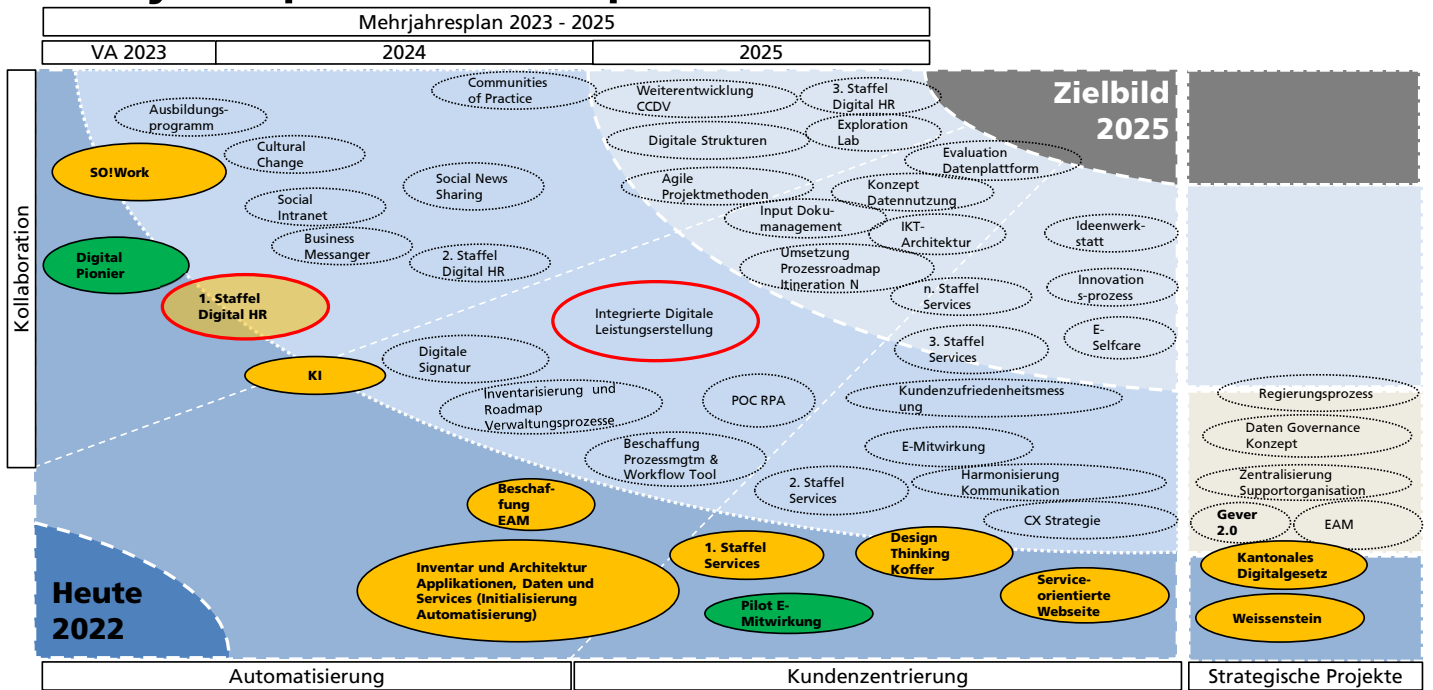 Mehrjahresplan 2023 - 2025
VA 2023
2024
2025
Kollaboration
Communities
of Practice
Ausbildungs-
programm
Cultural
Change
SO!Work
Social News
Sharing
Social
Intranet
Business
Messanger
2. Staffel
Digital HR
Digital
Pionier
1. Staffel
Digital HR
KI
Weiterentwicklung
CCDV
3. Staffel
Digital HR
Digitale Strukturen
Exploration
Lab
Zielbild
2025
Evaluation
Datenplattform
Agile
Projektmethoden
Konzept
Datennutzung
Input Doku-
management
IKT-
Architektur
Ideenwerk-
statt
Umsetzung
Prozessroadmap
Itineration N
n. Staffel
Services
Innovation
s-prozess
Integrierte Digitale
Leistungserstellung
3. Staffel
Services
E-
Selfcare
Digitale
Signatur
Inventarisierung und
Roadmap
Verwaltungsprozesse
POC RPA
Kundenzufriedenheitsmess
ung
Beschaffung
Prozessmgtm &
Workflow Tool
E-Mitwirkung
2. Staffel
Services
Harmonisierung
Kommunikation
CX Strategie
Beschaf-
fung
EAM
Inventar und Architektur
Applikationen, Daten und
Services (Initialisierung
Automatisierung)
1. Staffel
Services
Design
Thinking
Koffer
Pilot E-
Mitwirkung
Service-
orientierte
Webseite
Heute
2022
Regierungsprozess
Daten Governance
Konzept
Zentralisierung
Supportorganisation
Gever
2.0
EAM
Kantonales
Digitalgesetz
Weissenstein
Automatisierung
Kundenzentrierung
Strategische Projekte